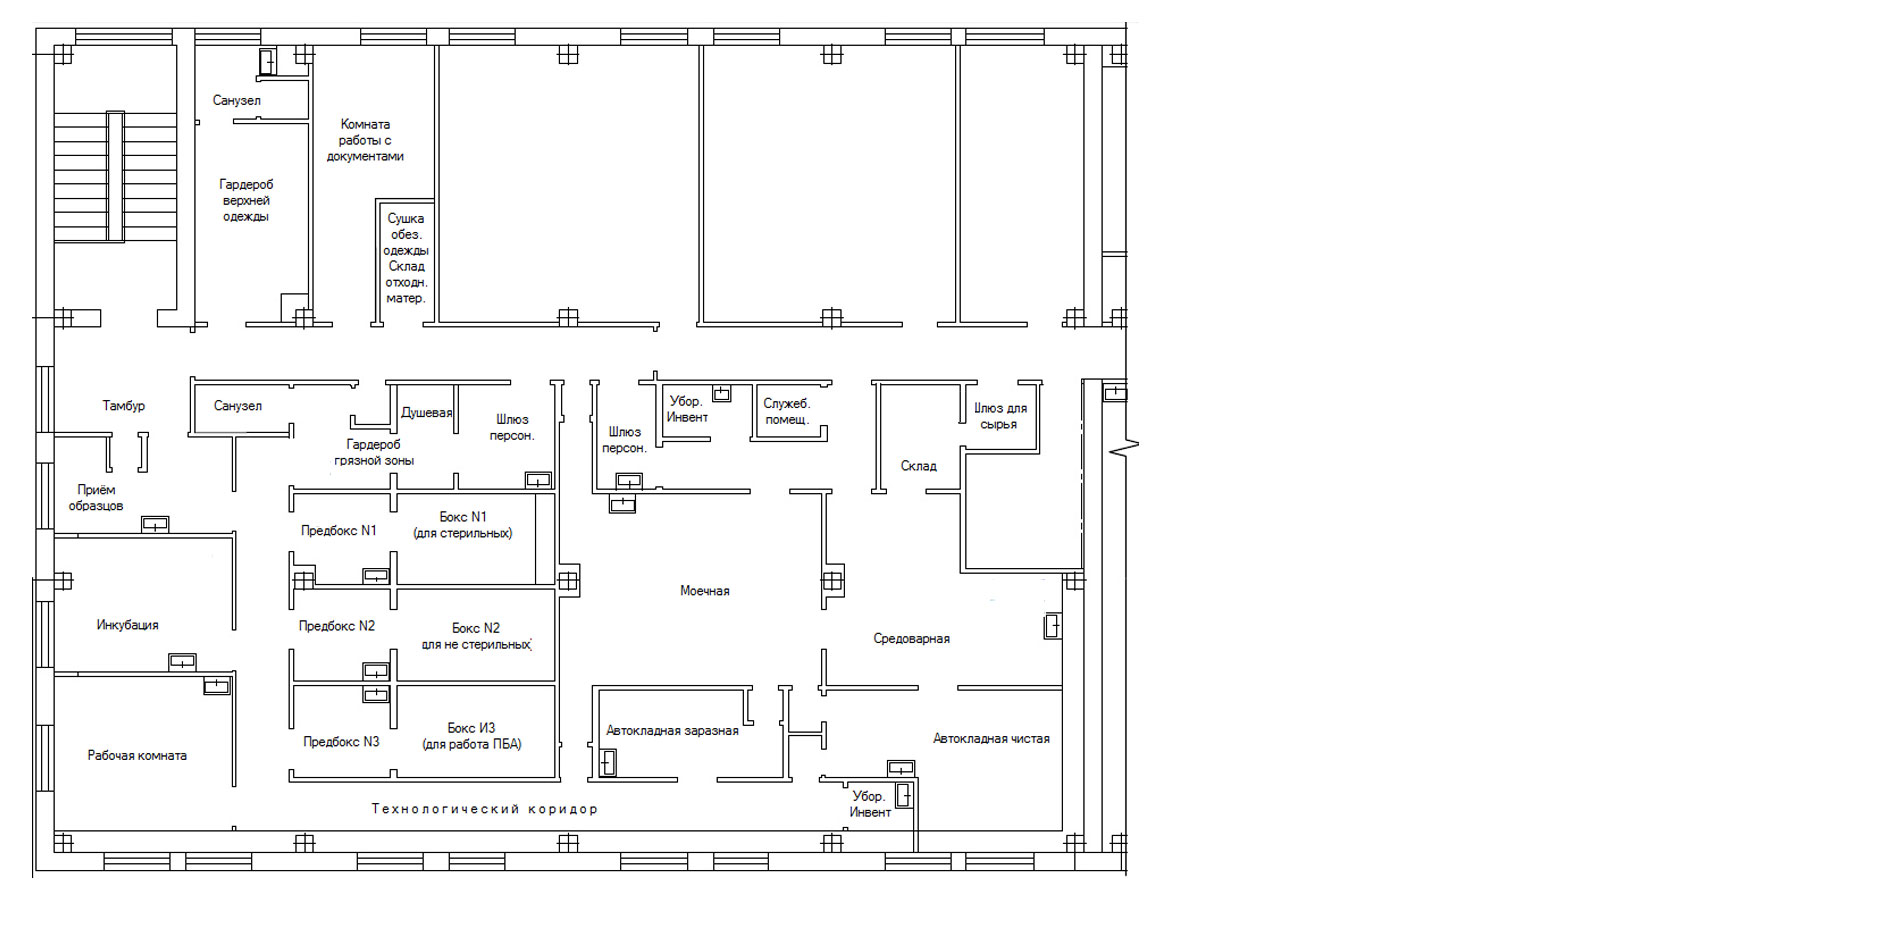 Санузел
Комната
работы с
документами
Гардероб
верхней
одежды
Сушка
обез.
одежды
Склад
отходн.
матер.
Тамбур
Санузел
Душевая
Шлюз
персон.
Гардероб
грязной зоны
Шлюз
персон.
Убор.
Инвент
Служеб.
помещ.
Шлюз для
сырья
Склад
Приём
образцов
Предбокс N1
Бокс N1
(для стерильных)
Моечная
Инкубация
Предбокс N2
Бокс N2
для не стерильных
Средоварная
Рабочая комната
Предбокс N3
Бокс И3
(для работа ПБА)
Автокладная заразная
Автокладная чистая
Технологический коридор
Убор.
Инвент